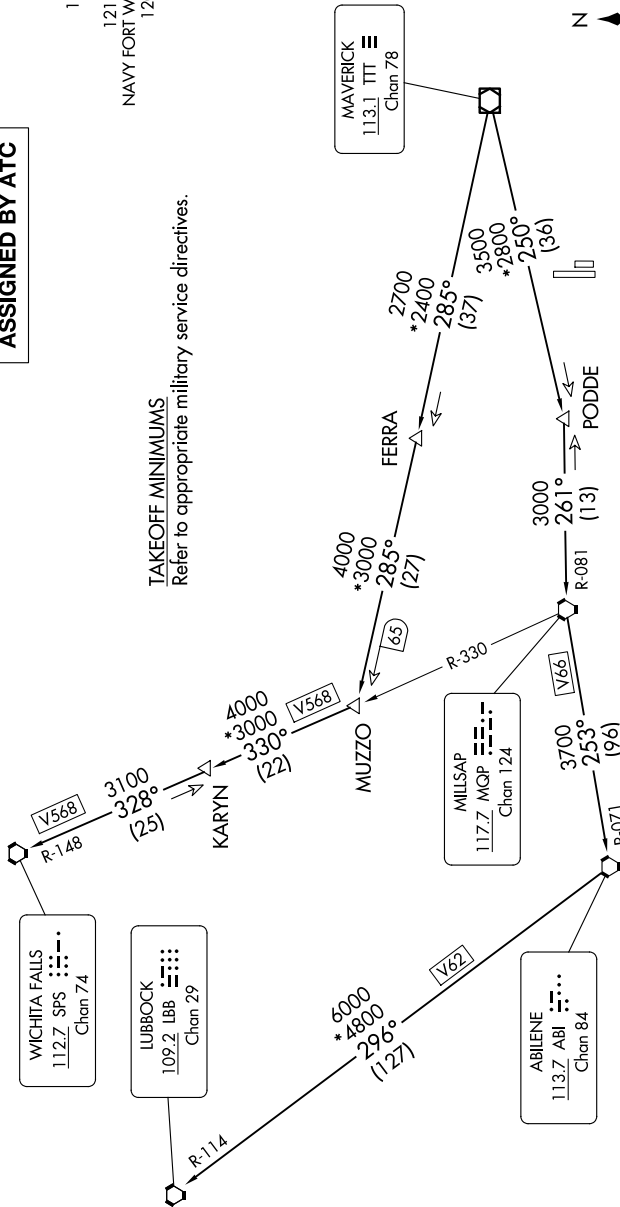 ASSIGNED BY ATC
1
121
NAVY FORT W
12
TAKEOFF MINIMUMS
Refer to appropriate military service directives.
N
MAVERICK
113.1 TTT
Chan 78
2700
*2400
285°
(37)
3500
*2800
250°
(36)
FERRA
PODDE
4000
*3000
285°
(27)
3000
261°
(13)
R-081
65
R-330
V568
4000
*3000
330°
(22)
MUZZO
KARYN
3100
328°
(25)
V568
R-148
MILLSAP
117.7 MQP
Chan 124
V66
3700
253°
(96)
R-071
WICHITA FALLS
112.7 SPS
Chan 74
LUBBOCK
109.2 LBB
Chan 29
V62
6000
*4800
296°
(127)
R-114
ABILENE
113.7 ABI
Chan 84